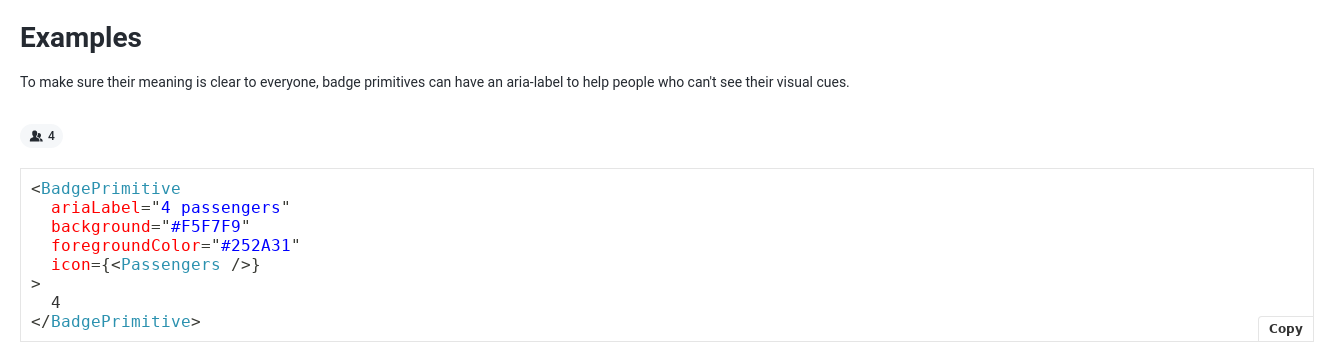 Examples
To make sure their meaning is clear to everyone, badge primitives can have an aria-label to help people who can't see their visual cues.
4
<BadgePrimitive
  ariaLabel="4 passengers"
  background="#F5F7F9"
  foregroundColor="#252A31"
  icon={<Passengers />}
>
  4
</BadgePrimitive>
Copy